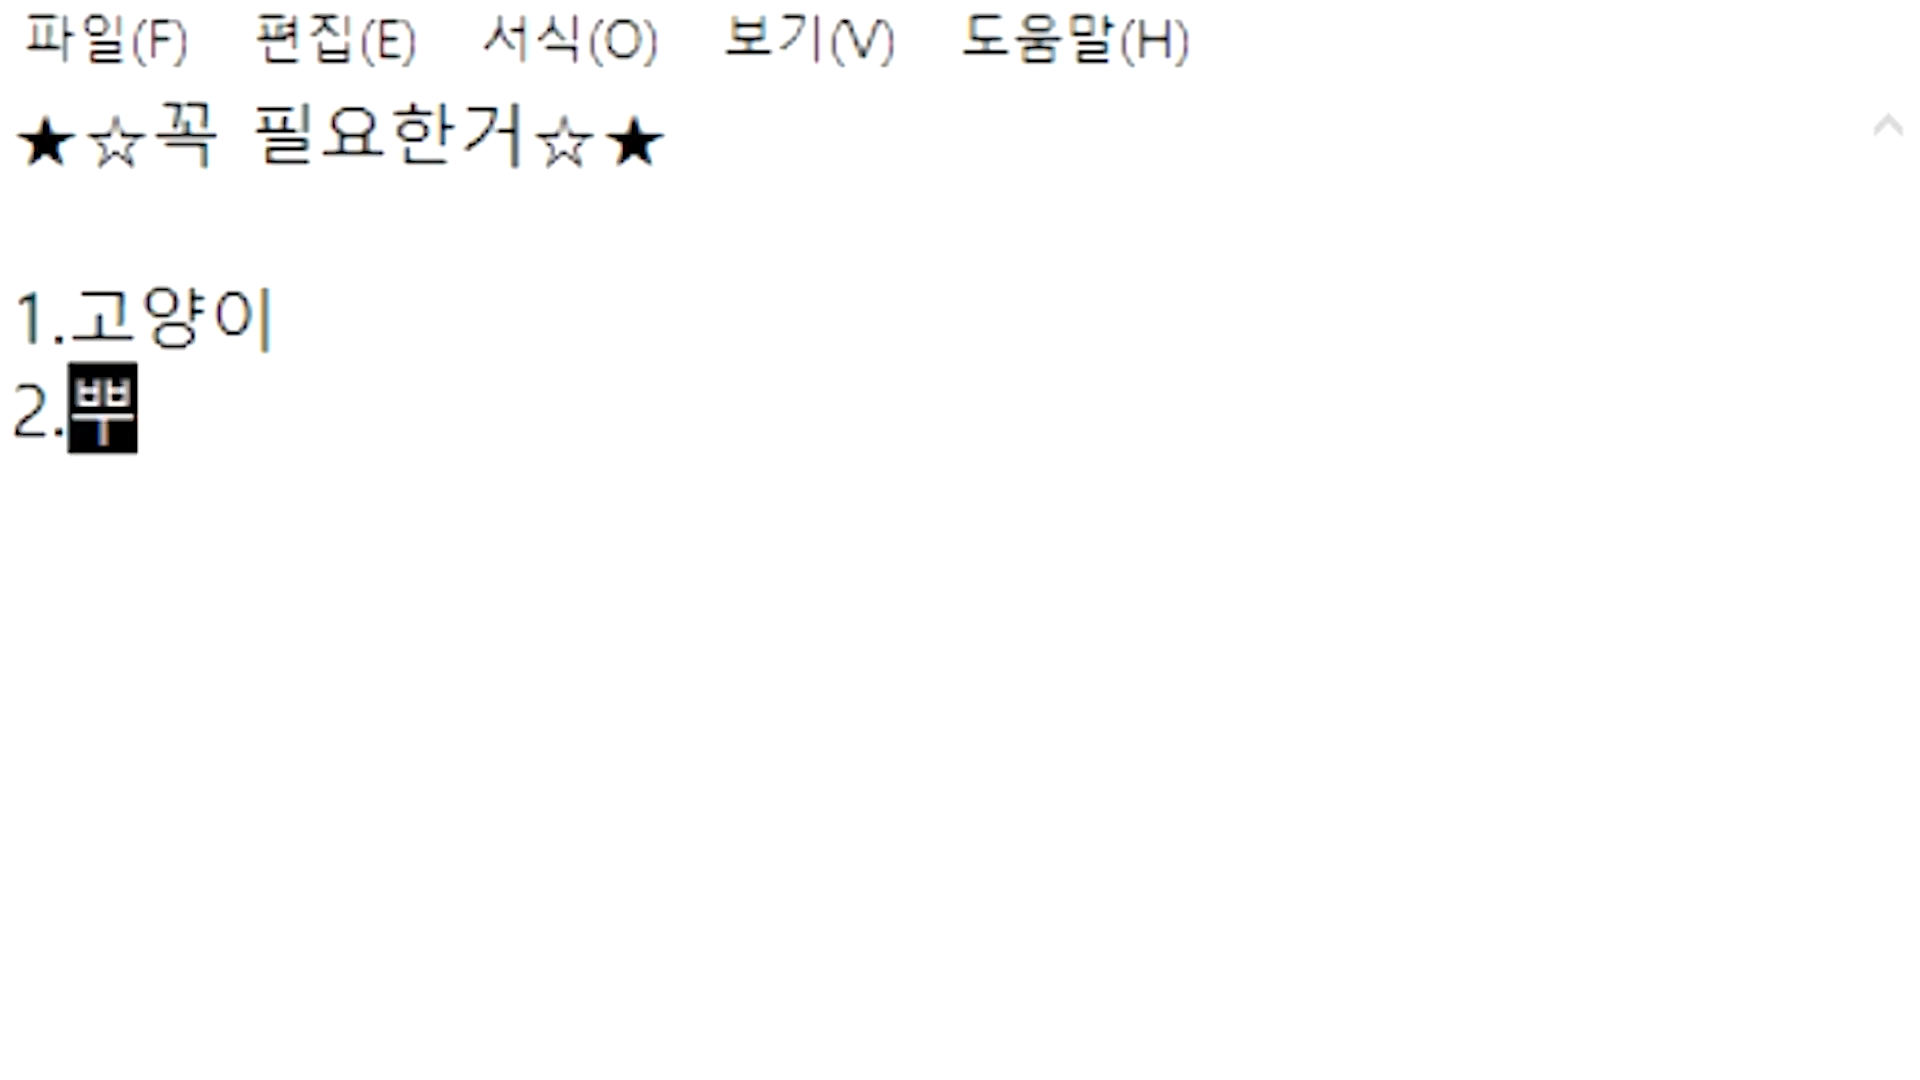 파일(F) 편집(E) 서식(O) 보기(V) 도움말(H)
★☆꼭 필요한거☆★
1.고양이
2.뿌